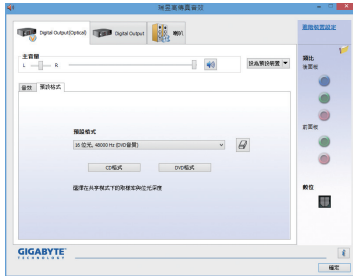 瑞昱高傳真音效
Digital Output(Optical)
Digital Output
喇叭
進階裝置設定
主音量
L
R
設為預設裝置
類比
後面板
音效
預設格式
前面板
預設格式
16 位元, 48000 Hz (DVD音質)
CD格式
DVD格式
選擇在共享模式下的取樣率與位元深度
數位
GIGABYTE™
TECHNOLOGY
確定